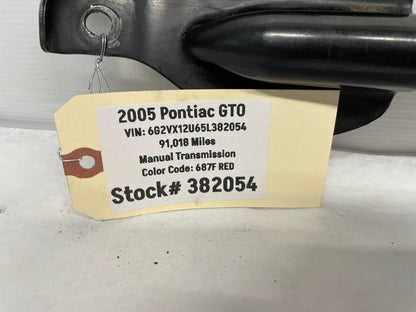 2005 Pontiac GTO
VIN: 6G2VX12U65L382054
91,018 Miles
Manual Transmission
Color Code: 687F RED
Stock# 382054